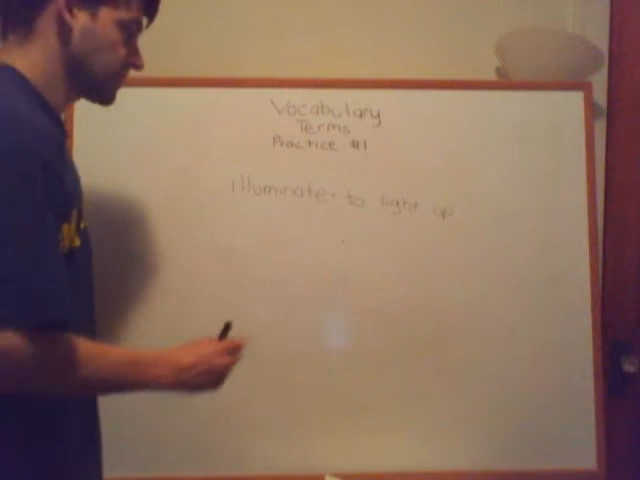 Vocabulary
Terms
Practice #1
illuminate - to light up